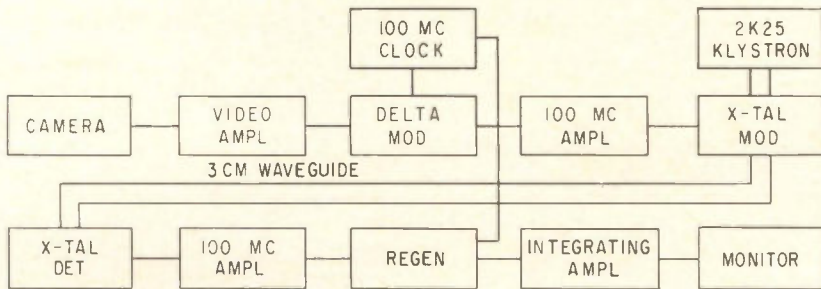 100 MC
CLOCK
2K25
KLYSTRON
CAMERA
VIDEO
AMPL
DELTA
MOD
100 MC
AMPL
X-TAL
MOD
3 CM WAVEGUIDE
X-TAL
DET
100 MC
AMPL
REGEN
INTEGRATING
AMPL
MONITOR